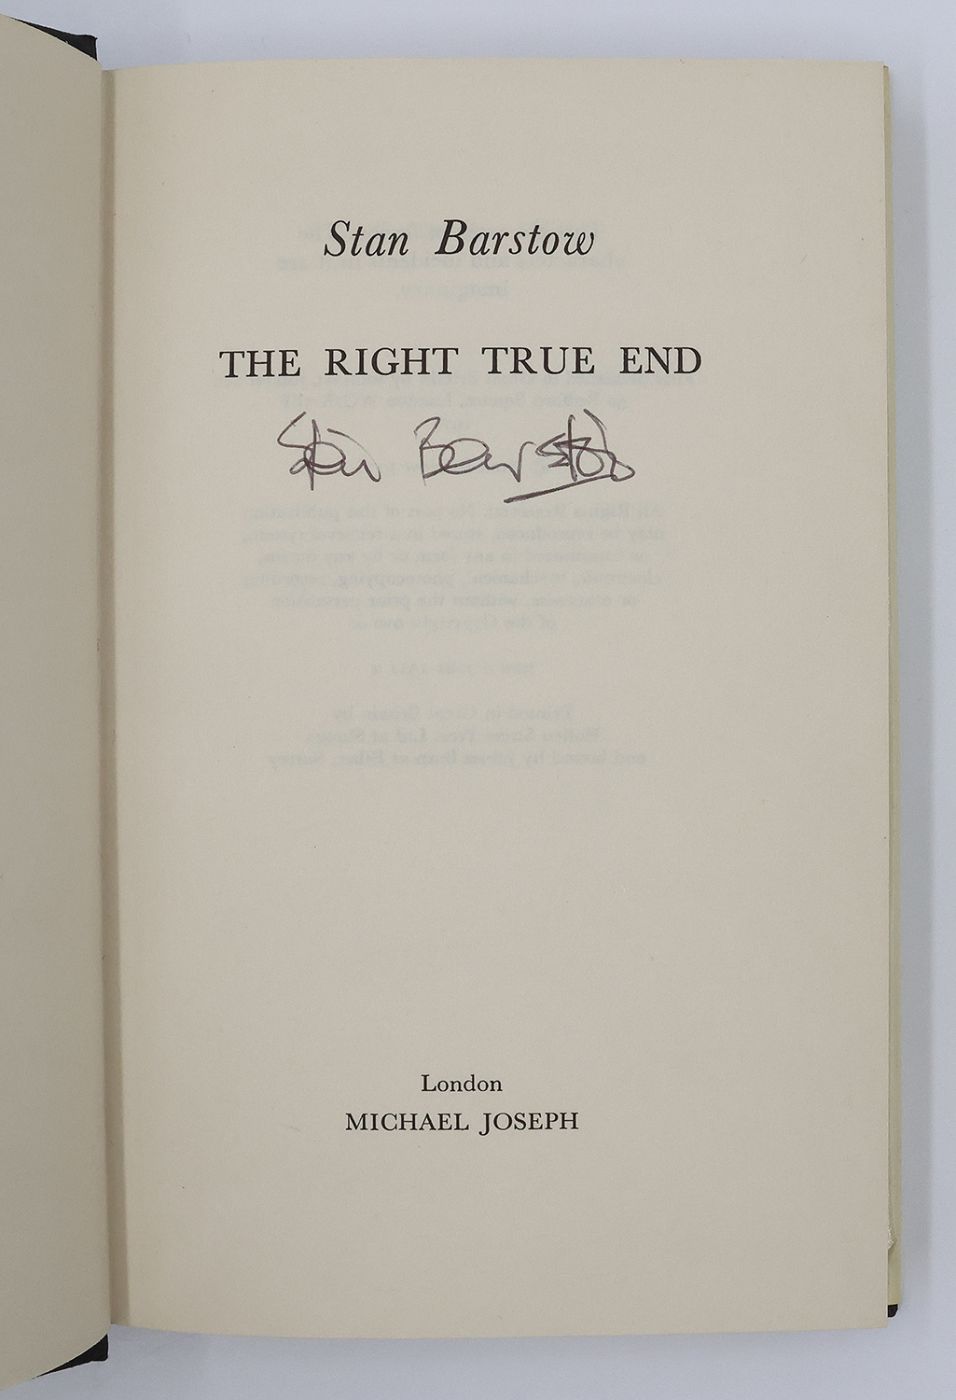 Stan Barstow
THE RIGHT TRUE END
Stan Barstow
London
MICHAEL JOSEPH